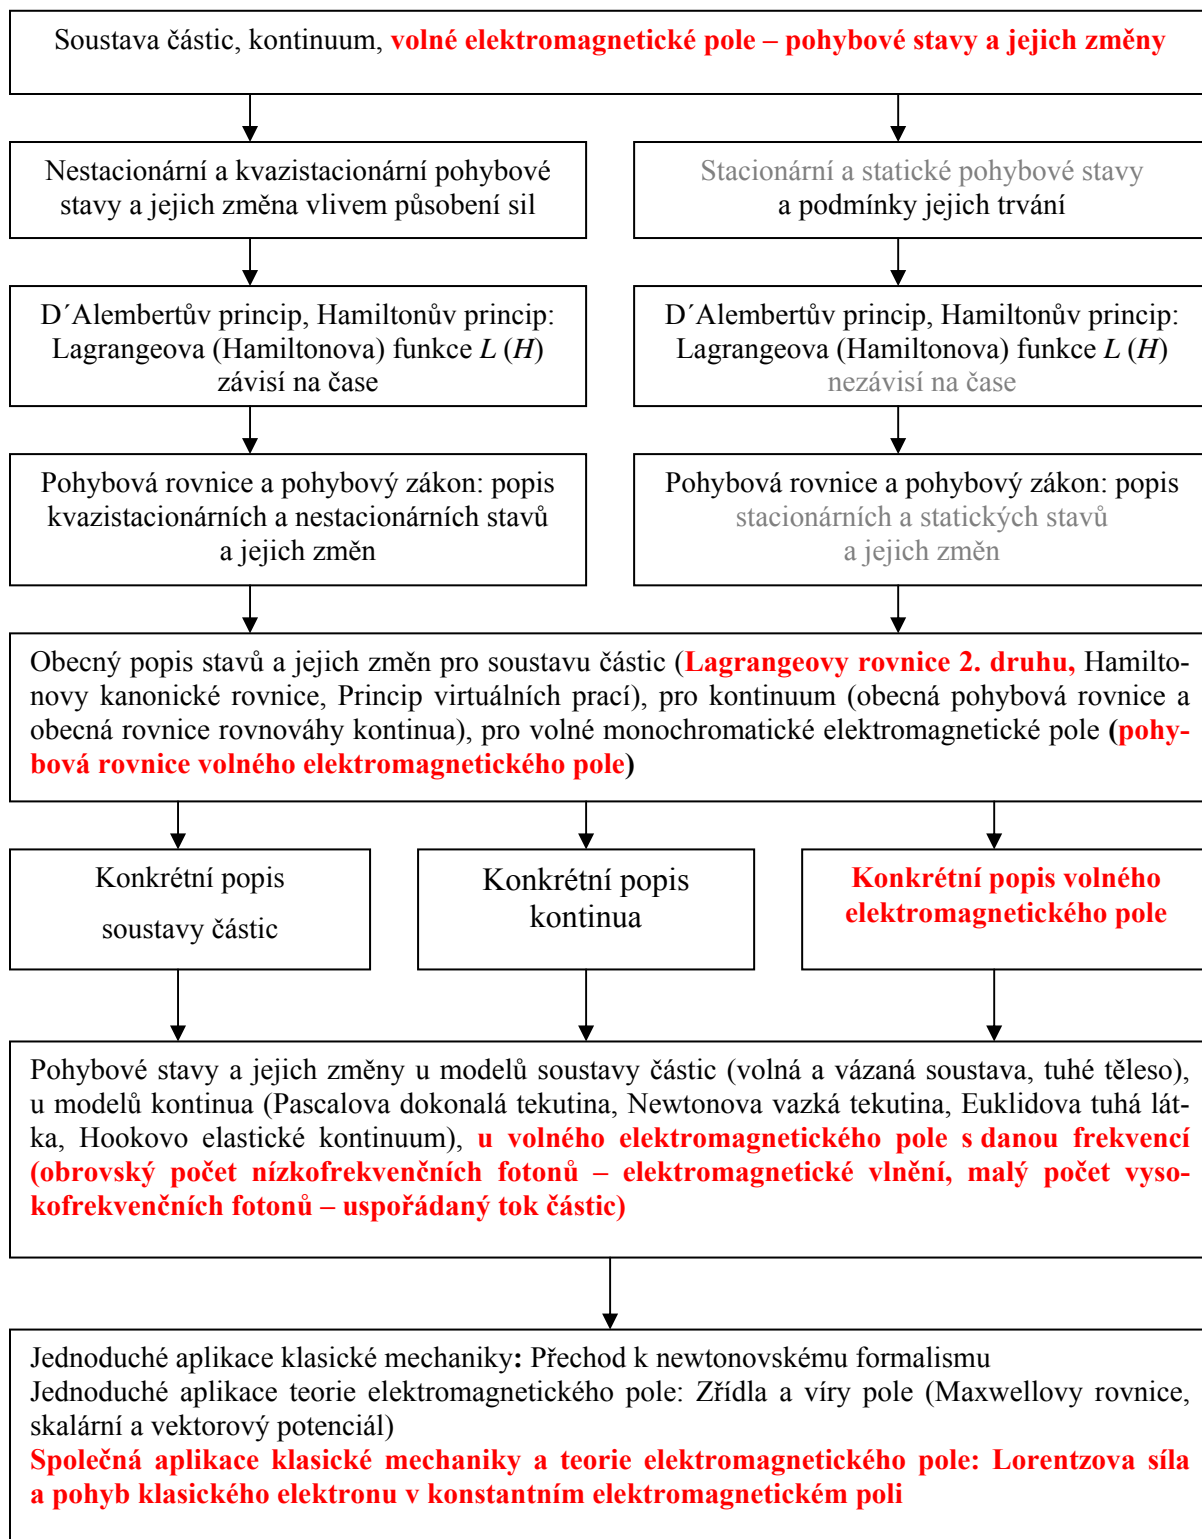 Soustava částic, kontinuum, volné elektromagnetické pole – pohybové stavy a jejich změny
Nestacionární a kvazistacionární pohybové
stavy a jejich změna vlivem působení sil
Stacionární a statické pohybové stavy
a podmínky jejich trvání
D´Alembertův princip, Hamiltonův princip:
Lagrangeova (Hamiltonova) funkce L (H)
závisí na čase
D´Alembertův princip, Hamiltonův princip:
Lagrangeova (Hamiltonova) funkce L (H)
nezávisí na čase
Pohybová rovnice a pohybový zákon: popis
kvazistacionárních a nestacionárních stavů
a jejich změn
Pohybová rovnice a pohybový zákon: popis
stacionárních a statických stavů
a jejich změn
Obecný popis stavů a jejich změn pro soustavu částic (Lagrangeovy rovnice 2. druhu, Hamilto-
novy kanonické rovnice, Princip virtuálních prací), pro kontinuum (obecná pohybová rovnice a
obecná rovnice rovnováhy kontinua), pro volné monochromatické elektromagnetické pole (pohy-
bová rovnice volného elektromagnetického pole)
Konkrétní popis
soustavy částic
Konkrétní popis
kontinua
Konkrétní popis volného
elektromagnetického pole
Pohybové stavy a jejich změny u modelů soustavy částic (volná a vázaná soustava, tuhé těleso),
u modelů kontinua (Pascalova dokonalá tekutina, Newtonova vazká tekutina, Euklidova tuhá lát-
ka, Hookovo elastické kontinuum), u volného elektromagnetického pole s danou frekvencí
(obrovský počet nízkofrekvenčních fotonů – elektromagnetické vlnění, malý počet vyso-
kofrekvenčních fotonů – uspořádaný tok částic)
Jednoduché aplikace klasické mechaniky: Přechod k newtonovskému formalismu
Jednoduché aplikace teorie elektromagnetického pole: Zřídla a víry pole (Maxwellovy rovnice,
skalární a vektorový potenciál)
Společná aplikace klasické mechaniky a teorie elektromagnetického pole: Lorentzova síla
a pohyb klasického elektronu v konstantním elektromagnetickém poli